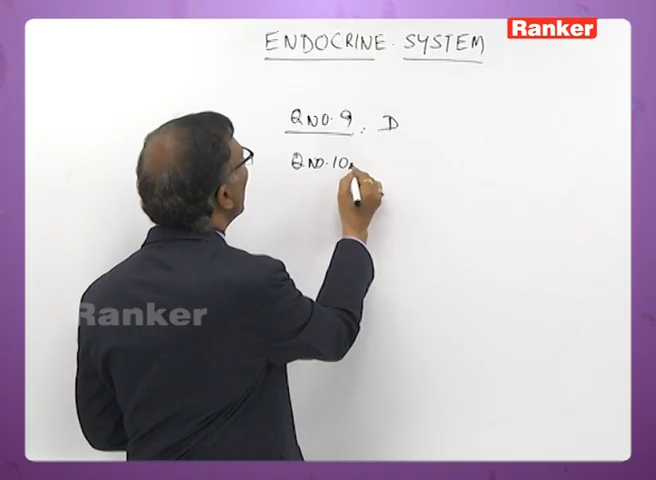 Ranker
ENDOCRINE SYSTEM
QNO.9: D
QNO.10
Ranker